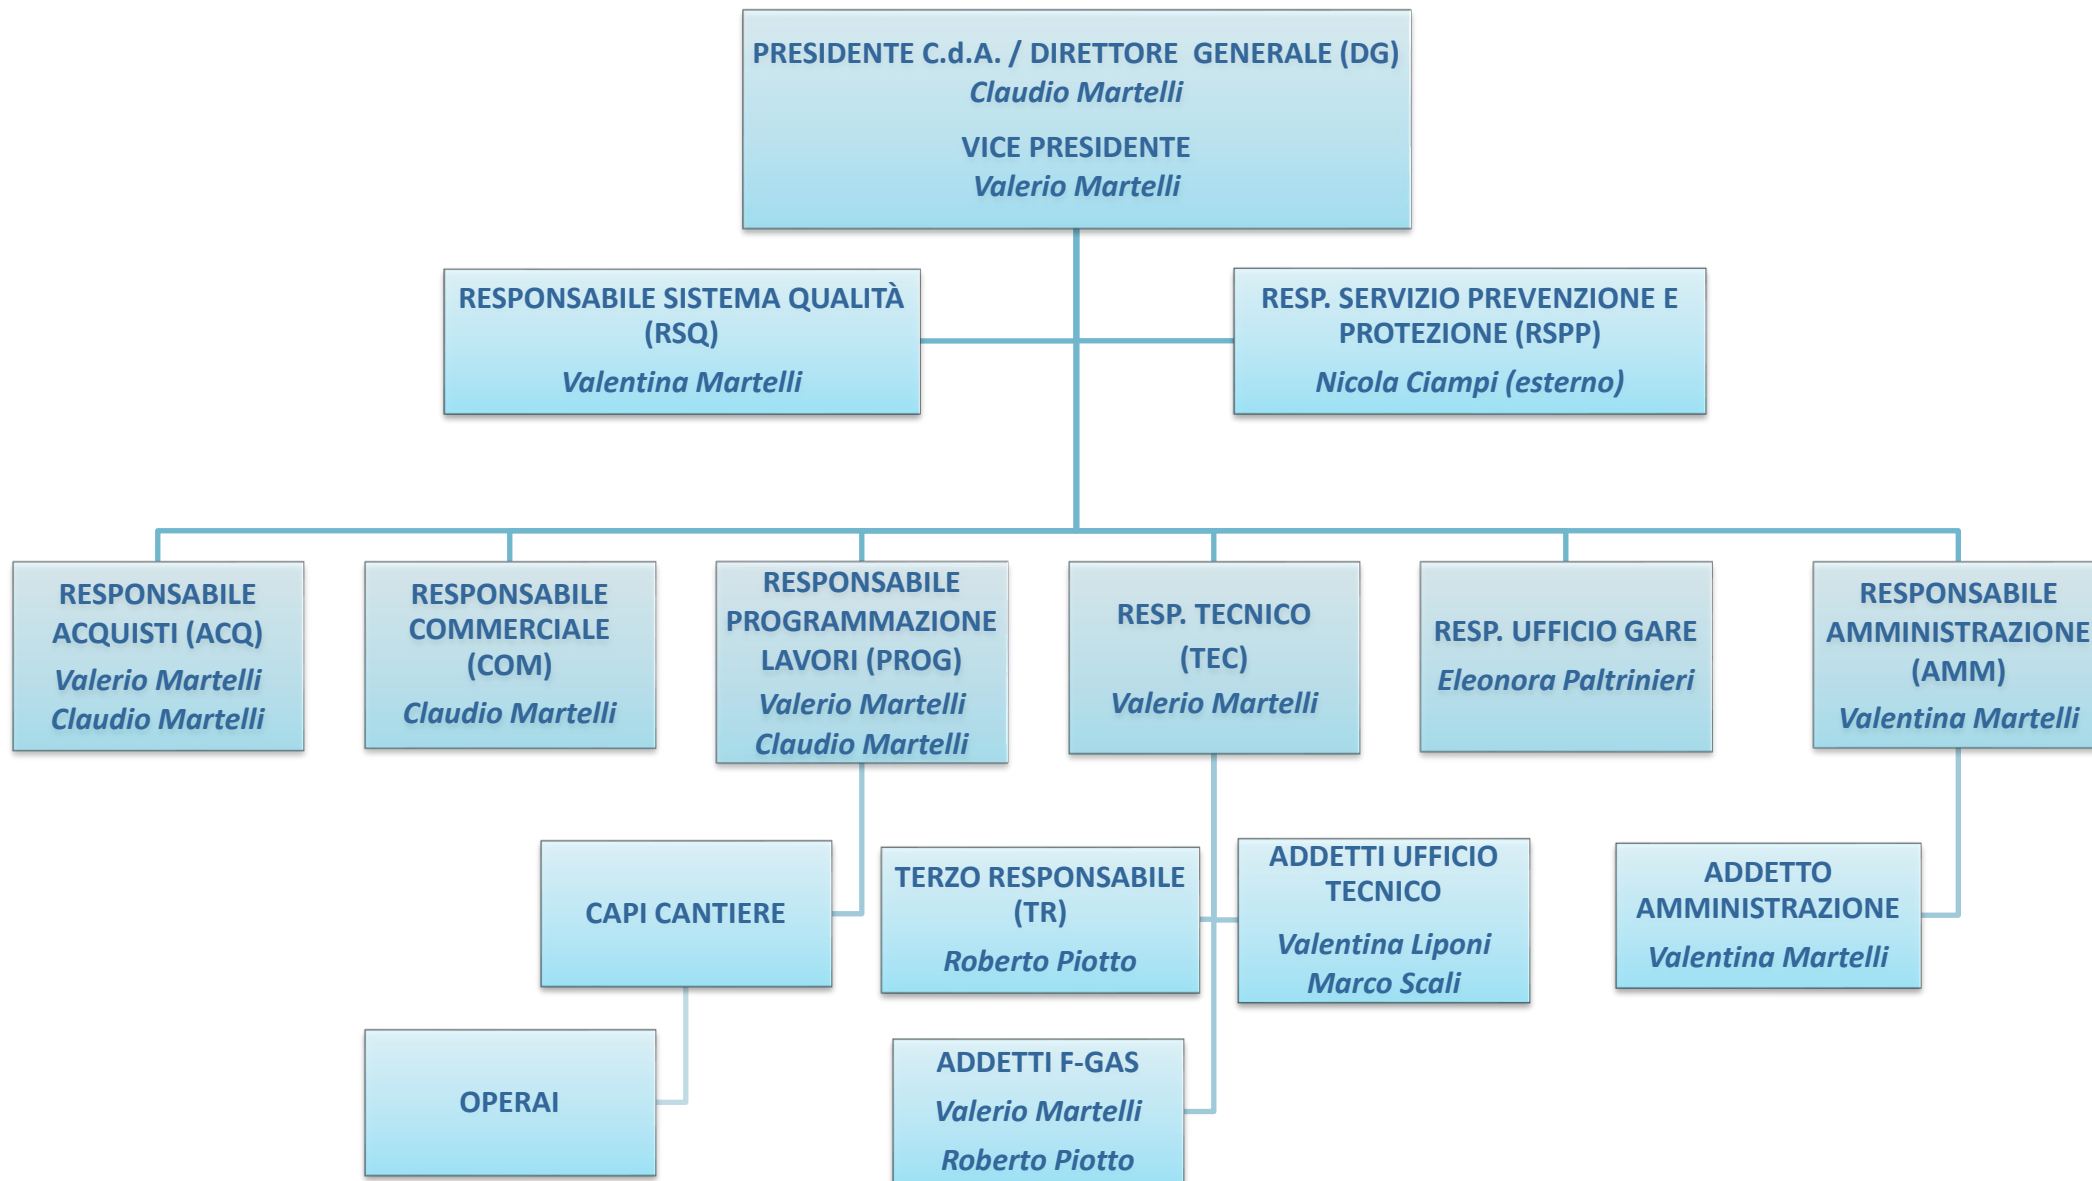 PRESIDENTE C.d.A. / DIRETTORE GENERALE (DG)
Claudio Martelli
VICE PRESIDENTE
Valerio Martelli
RESPONSABILE SISTEMA QUALITÀ
(RSQ)
Valentina Martelli
RESP. SERVIZIO PREVENZIONE E
PROTEZIONE (RSPP)
Nicola Ciampi (esterno)
RESPONSABILE
ACQUISTI (ACQ)
Valerio Martelli
Claudio Martelli
RESPONSABILE
COMMERCIALE
(COM)
Claudio Martelli
RESPONSABILE
PROGRAMMAZIONE
LAVORI (PROG)
Valerio Martelli
Claudio Martelli
RESP. TECNICO
(TEC)
Valerio Martelli
RESP. UFFICIO GARE
Eleonora Paltrinieri
RESPONSABILE
AMMINISTRAZIONE
(AMM)
Valentina Martelli
CAPI CANTIERE
TERZO RESPONSABILE
(TR)
Roberto Piotto
ADDETTI UFFICIO
TECNICO
Valentina Liponi
Marco Scali
ADDETTO
AMMINISTRAZIONE
Valentina Martelli
OPERAI
ADDETTI F-GAS
Valerio Martelli
Roberto Piotto